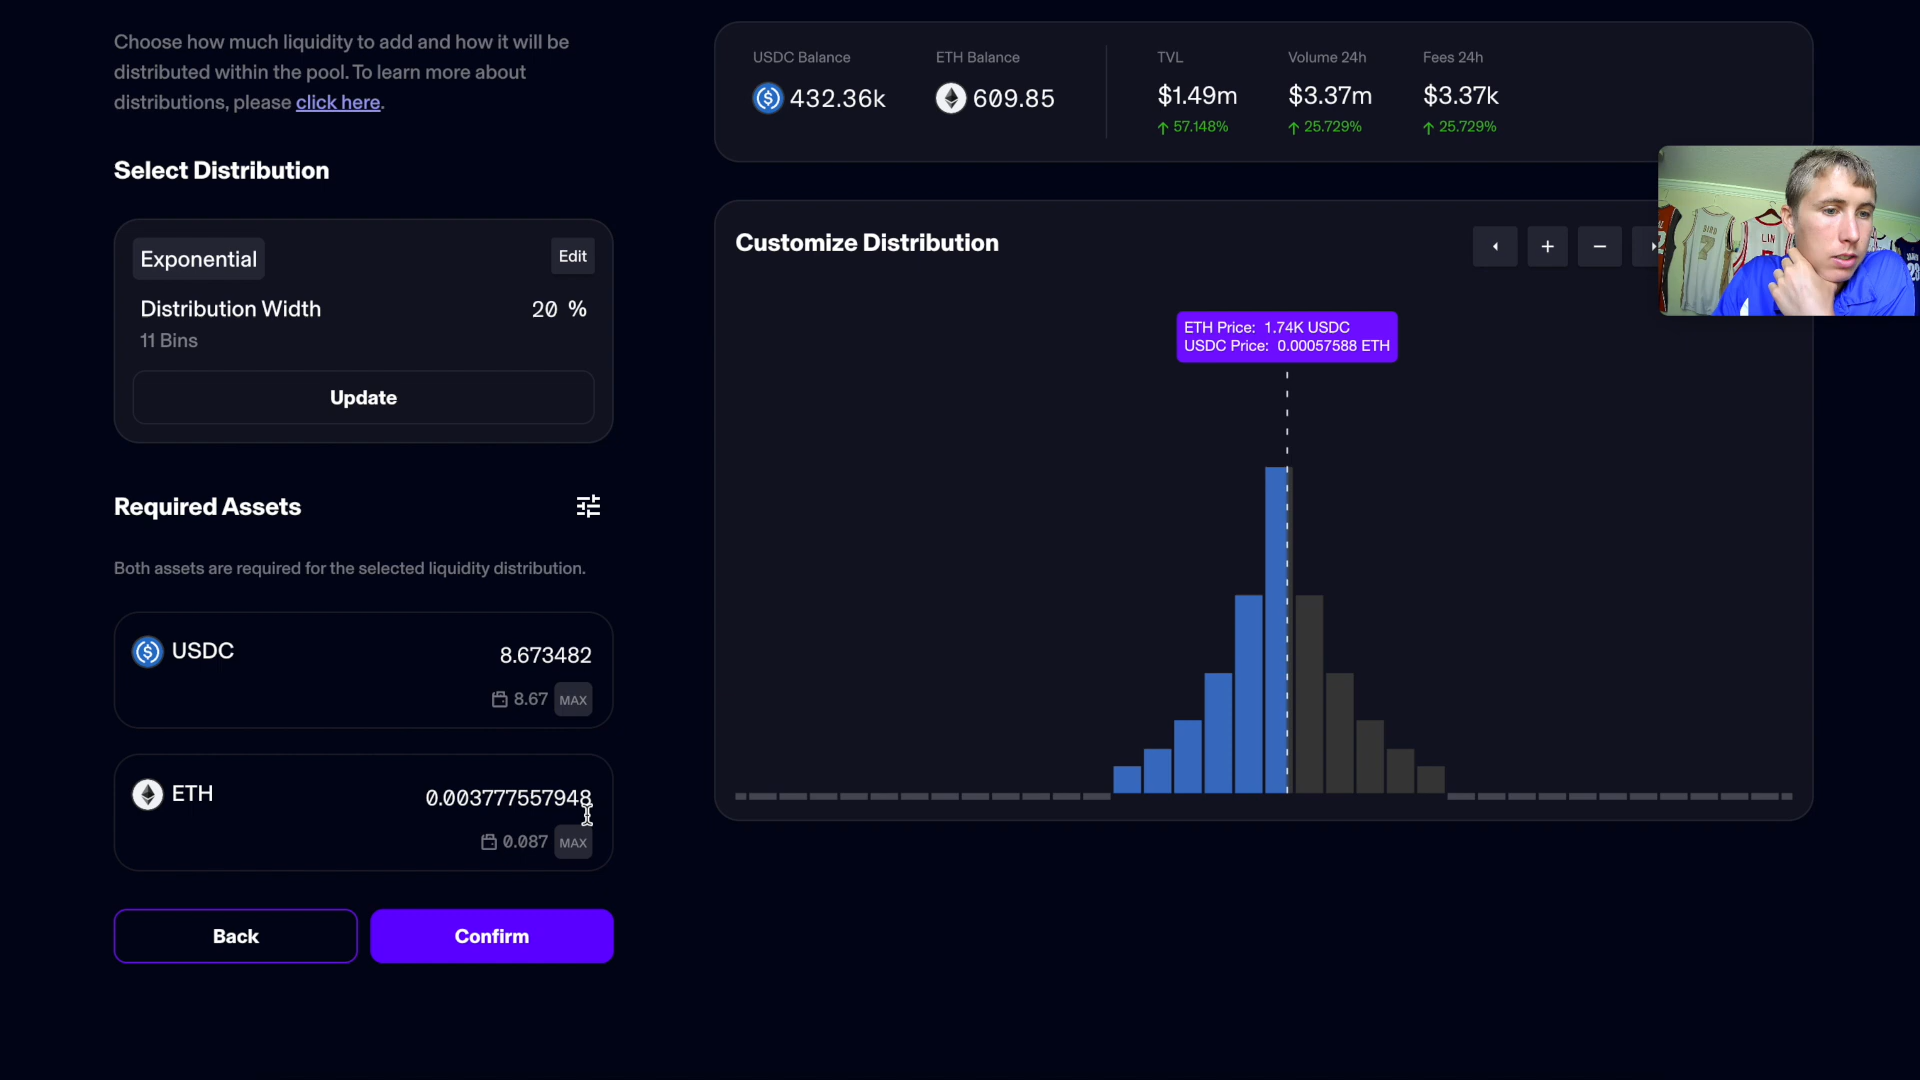 Choose how much liquidity to add and how it will be
distributed within the pool. To learn more about
distributions, please click here.
Select Distribution
Exponential
Edit
Distribution Width
20 %
11 Bins
Update
Required Assets
Both assets are required for the selected liquidity distribution.
USDC
8.673482
8.67 MAX
ETH
0.003777557948
0.087 MAX
Back
Confirm
USDC Balance
432.36k
ETH Balance
609.85
TVL
$1.49m
57.148%
Volume 24h
$3.37m
25.729%
Fees 24h
$3.37k
25.729%
Customize Distribution
ETH Price: 1.74K USDC
USDC Price: 0.00057588 ETH
BIRD
7
LIN
23